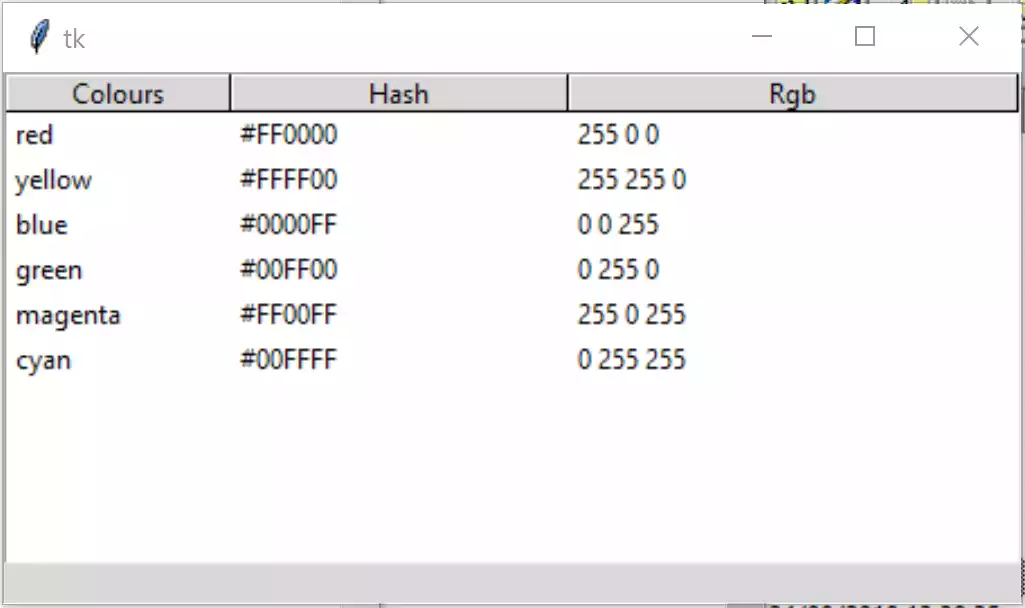 tk
Colours Hash Rgb
red #FF0000 255 0 0
yellow #FFFF00 255 255 0
blue #0000FF 0 0 255
green #00FF00 0 255 0
magenta #FF00FF 255 0 255
cyan #00FFFF 0 255 255